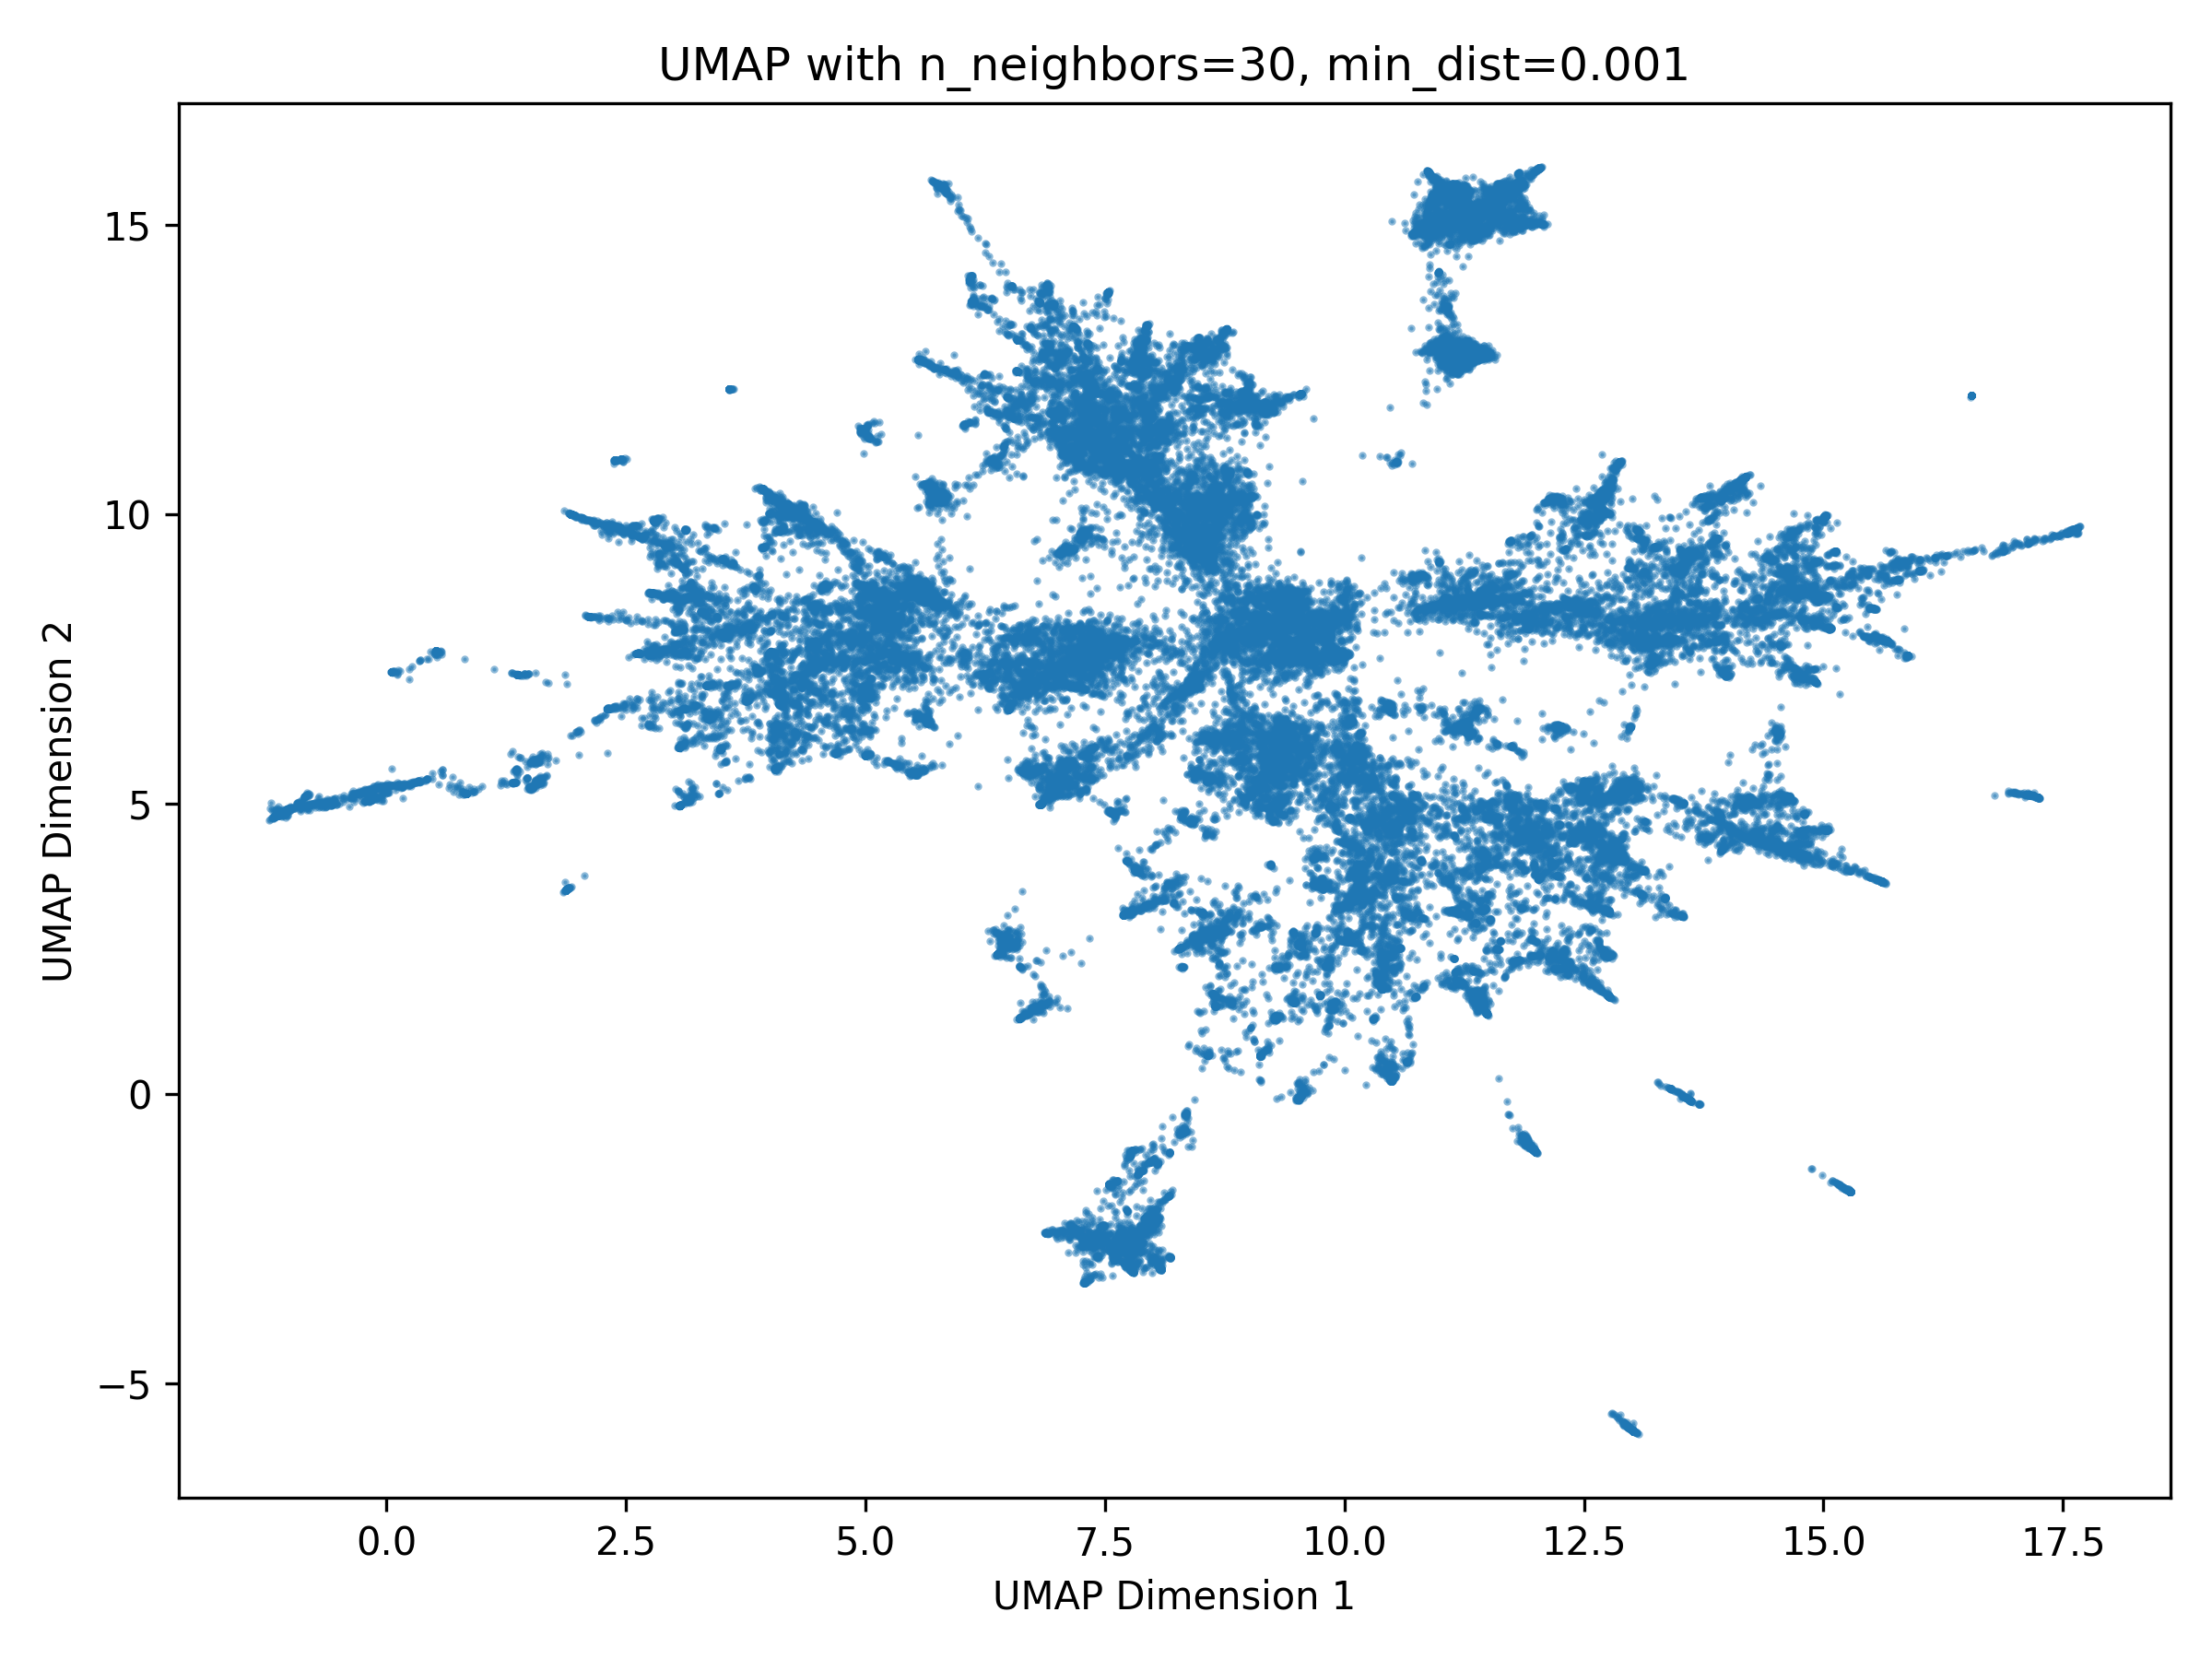 UMAP with n_neighbors=30, min_dist=0.001
15
10
5
0
−5
UMAP Dimension 2
0.0 2.5 5.0 7.5 10.0 12.5 15.0 17.5
UMAP Dimension 1